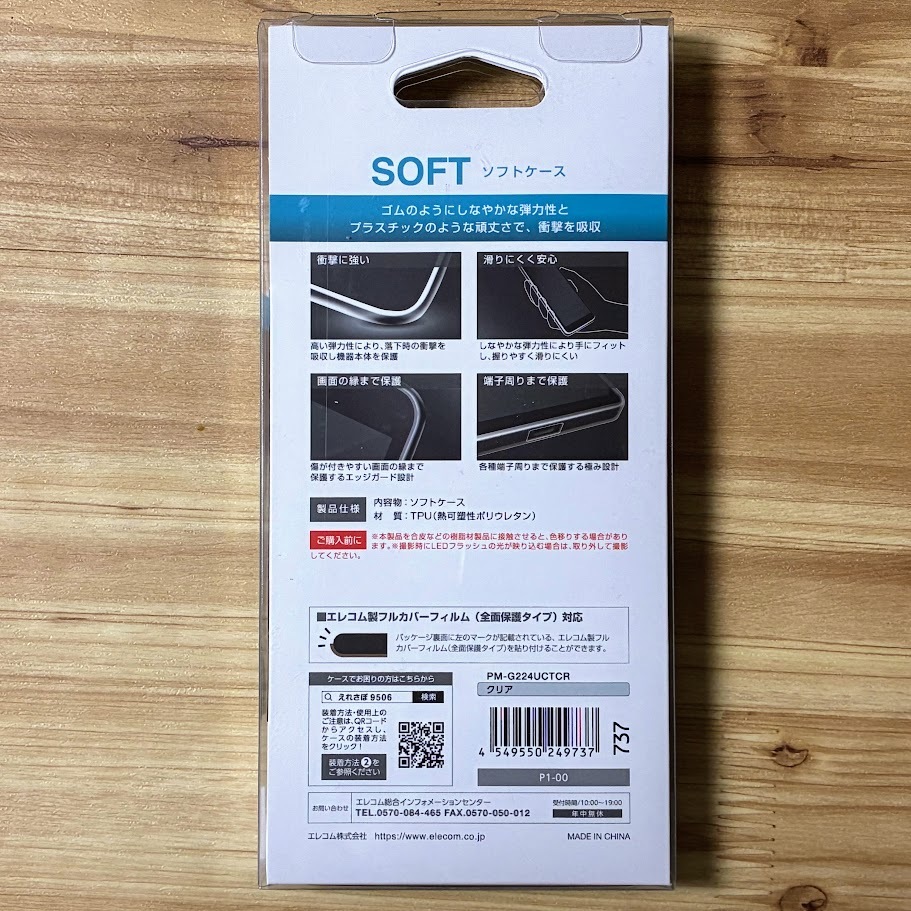 SOFT ソフトケース
ゴムのようにしなやかな弾力性と
プラスチックのような頑丈さで、衝撃を吸収
衝撃に強い
高い弾力性により、落下時の衝撃を
吸収し機器本体を保護
滑りにくく安心
しなやかな弾力性により手にフィット
し、握りやすく滑りにくい
画面の縁まで保護
傷が付きやすい画面の縁まで
保護するエッジガード設計
端子周りまで保護
各種端子周りまで保護する極み設計
製品仕様
内容物：ソフトケース
材　質：TPU（熱可塑性ポリウレタン）
ご購入前に
※本製品を合皮などの樹脂材製品に接触させると、色移りする場合があり
ます。※撮影時にLEDフラッシュの光が映り込む場合は、取り外して撮影
してください。
■エレコム製フルカバーフィルム（全面保護タイプ）対応
パッケージ裏面に左のマークが記載されている、エレコム製フル
カバーフィルム（全面保護タイプ）を貼り付けることができます。
ケースでお困りの方はこちらから
えれさぽ 9506 検索
装着方法・使用上の
ご注意は、QRコード
からアクセスし、
ケースの装着方法
をクリック！
装着方法❷を
ご参照ください
PM-G224UCTCR
クリア
4 549550 249737
737
P1-00
お問い合わせ
エレコム総合インフォメーションセンター
TEL.0570-084-465 FAX.0570-050-012
受付時間/10:00～19:00
年中無休
エレコム株式会社 https://www.elecom.co.jp
MADE IN CHINA